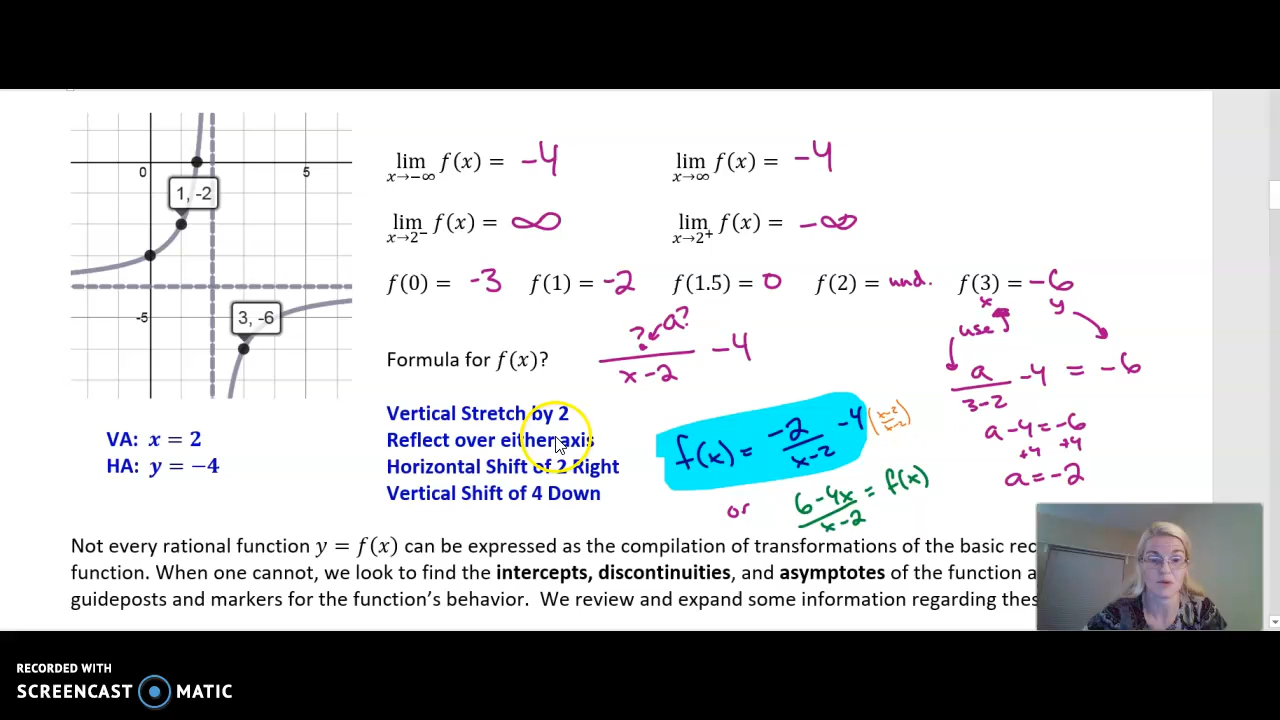 0 5
1, -2
-5
3, -6
VA: x = 2
HA: y = −4
lim x→−∞ f(x) = -4 lim x→∞ f(x) = -4
lim x→2⁻ f(x) = ∞ lim x→2⁺ f(x) = -∞
f(0) = -3 f(1) = -2 f(1.5) = 0 f(2) = und. f(3) = -6
x y
use
Formula for f(x)? ?/(x-2) -4
? ← a?
a/(3-2) -4 = -6
a-4=-6
+4 +4
a=-2
Vertical Stretch by 2
Reflect over either axis
Horizontal Shift of 2 Right
Vertical Shift of 4 Down
f(x) = -2/(x-2) -4 (x-2/x-2)
or (6-4x)/(x-2) = f(x)
Not every rational function y = f(x) can be expressed as the compilation of transformations of the basic rec
function. When one cannot, we look to find the intercepts, discontinuities, and asymptotes of the function a
guideposts and markers for the function's behavior. We review and expand some information regarding thes
RECORDED WITH
SCREENCAST MATIC